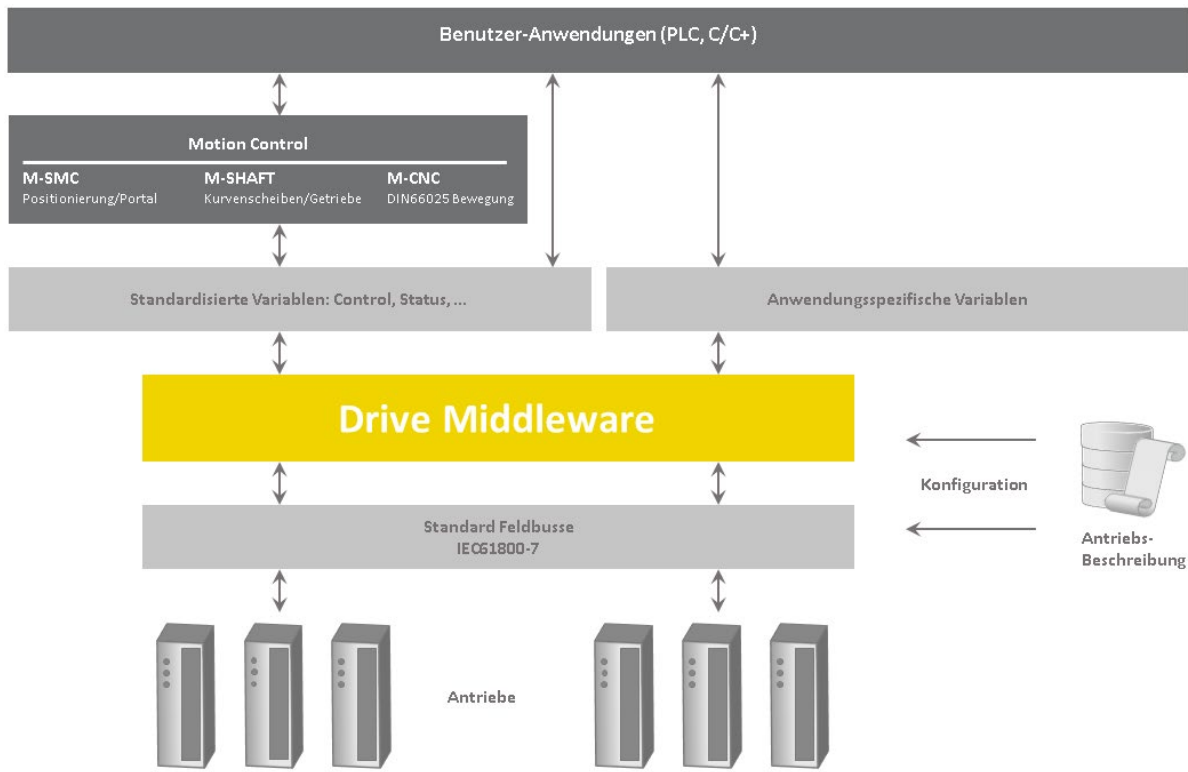 Benutzer-Anwendungen (PLC, C/C+)
Motion Control
M-SMC
Positionierung/Portal
M-SHAFT
Kurvenscheiben/Getriebe
M-CNC
DIN66025 Bewegung
Standardisierte Variablen: Control, Status, ...
Anwendungsspezifische Variablen
Drive Middleware
Konfiguration
Standard Feldbusse
IEC61800-7
Antriebs-
Beschreibung
Antriebe